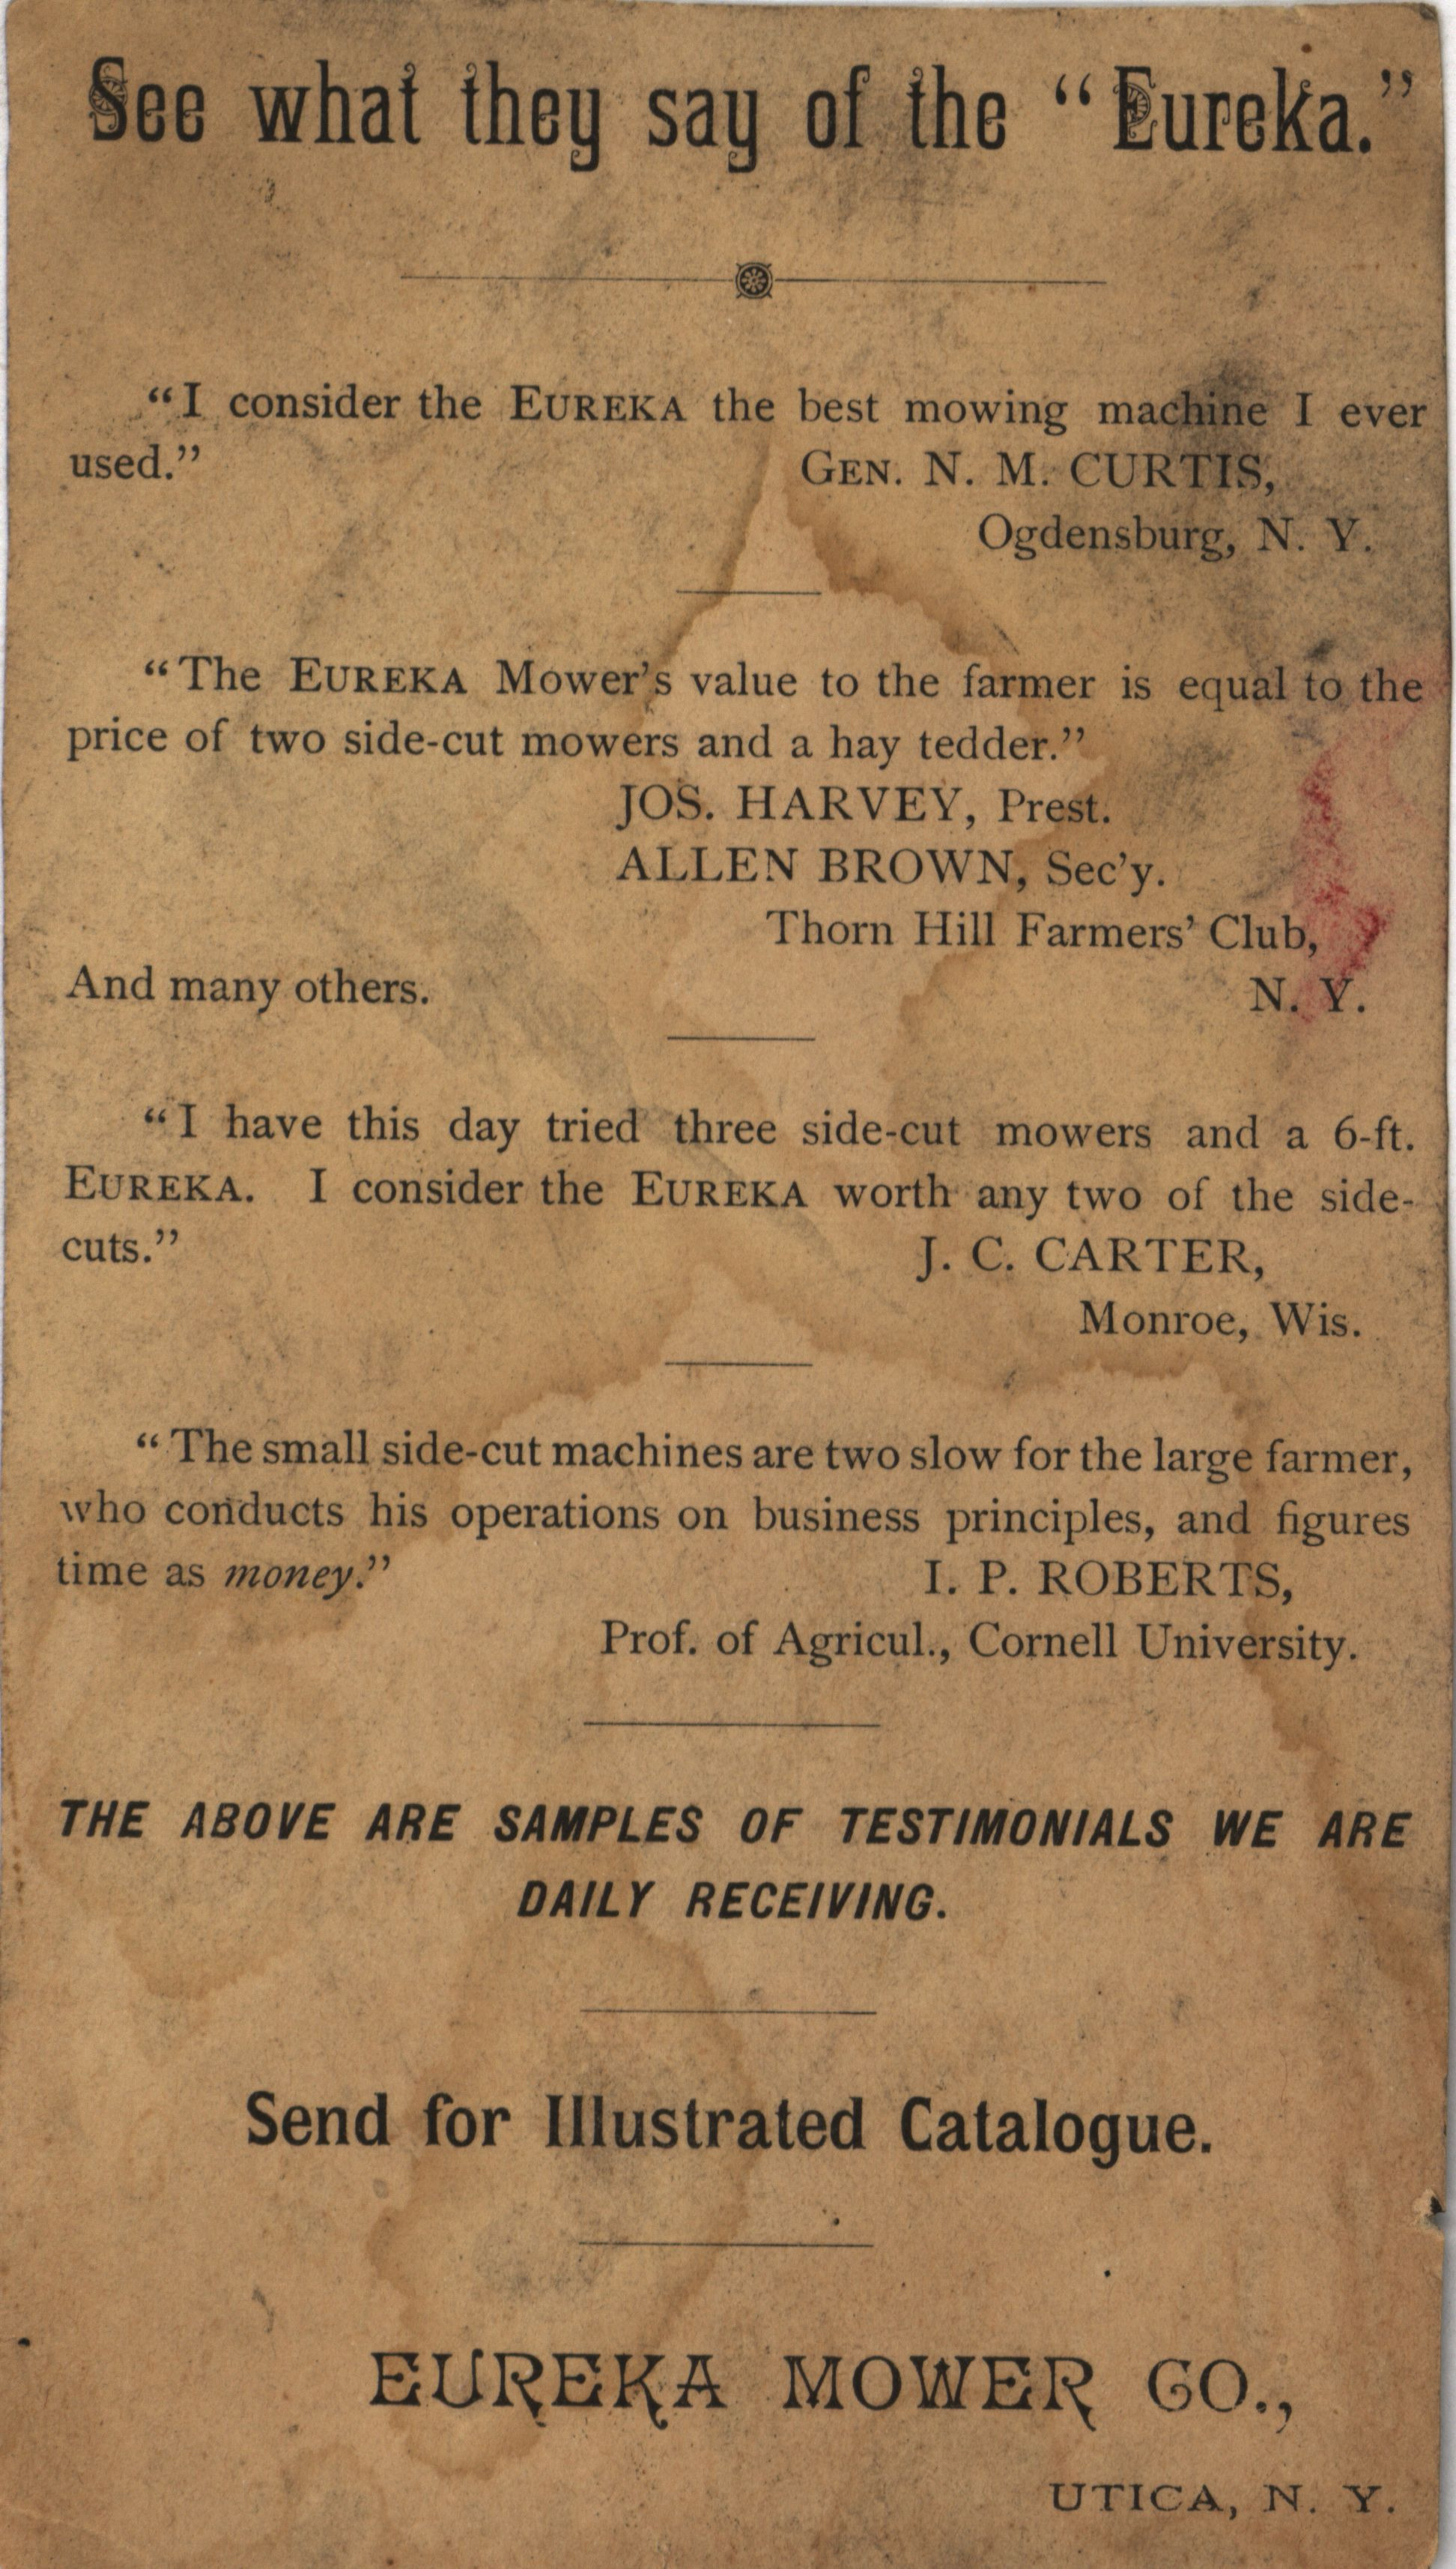 See what they say of the “Eureka.”
“I consider the EUREKA the best mowing machine I ever
used.” GEN. N. M. CURTIS,
Ogdensburg, N. Y.
“The EUREKA Mower’s value to the farmer is equal to the
price of two side-cut mowers and a hay tedder.”
JOS. HARVEY, Prest.
ALLEN BROWN, Sec’y.
Thorn Hill Farmers’ Club,
And many others. N. Y.
“I have this day tried three side-cut mowers and a 6-ft.
EUREKA. I consider the EUREKA worth any two of the side-
cuts.” J. C. CARTER,
Monroe, Wis.
“The small side-cut machines are two slow for the large farmer,
who conducts his operations on business principles, and figures
time as money.” I. P. ROBERTS,
Prof. of Agricul., Cornell University.
THE ABOVE ARE SAMPLES OF TESTIMONIALS WE ARE
DAILY RECEIVING.
Send for Illustrated Catalogue.
EUREKA MOWER CO.,
UTICA, N. Y.